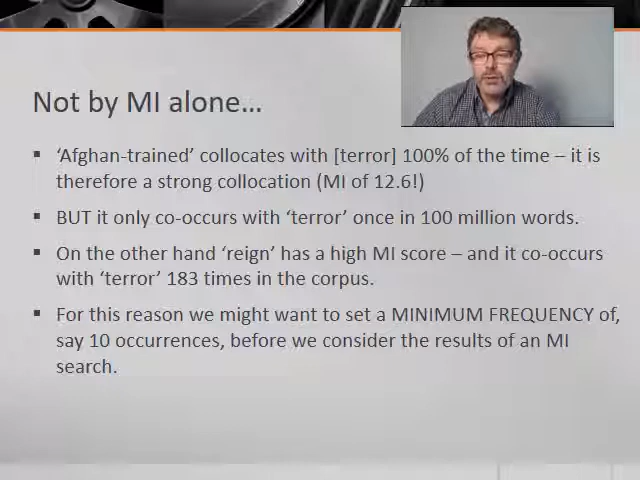 Not by MI alone…
▪ ‘Afghan-trained’ collocates with [terror] 100% of the time – it is
therefore a strong collocation (MI of 12.6!)
▪ BUT it only co-occurs with ‘terror’ once in 100 million words.
▪ On the other hand ‘reign’ has a high MI score – and it co-occurs
with ‘terror’ 183 times in the corpus.
▪ For this reason we might want to set a MINIMUM FREQUENCY of,
say 10 occurrences, before we consider the results of an MI
search.